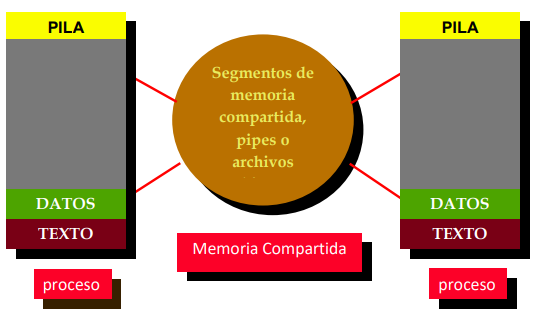 PILA
PILA
Segmentos de
memoria
compartida,
pipes o
archivos
DATOS
DATOS
TEXTO
TEXTO
Memoria Compartida
proceso
proceso